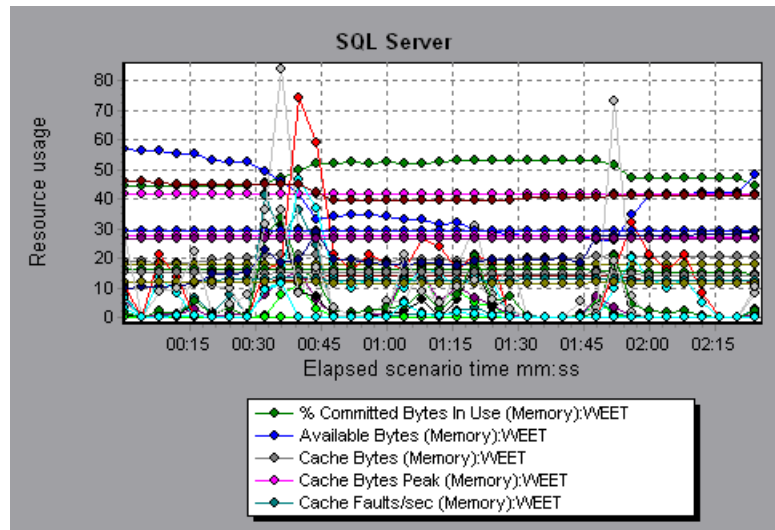 SQL Server
Resource usage
80
70
60
50
40
30
20
10
0
00:15 00:30 00:45 01:00 01:15 01:30 01:45 02:00 02:15
Elapsed scenario time mm:ss
% Committed Bytes In Use (Memory):WEET
Available Bytes (Memory):WEET
Cache Bytes (Memory):WEET
Cache Bytes Peak (Memory):WEET
Cache Faults/sec (Memory):WEET